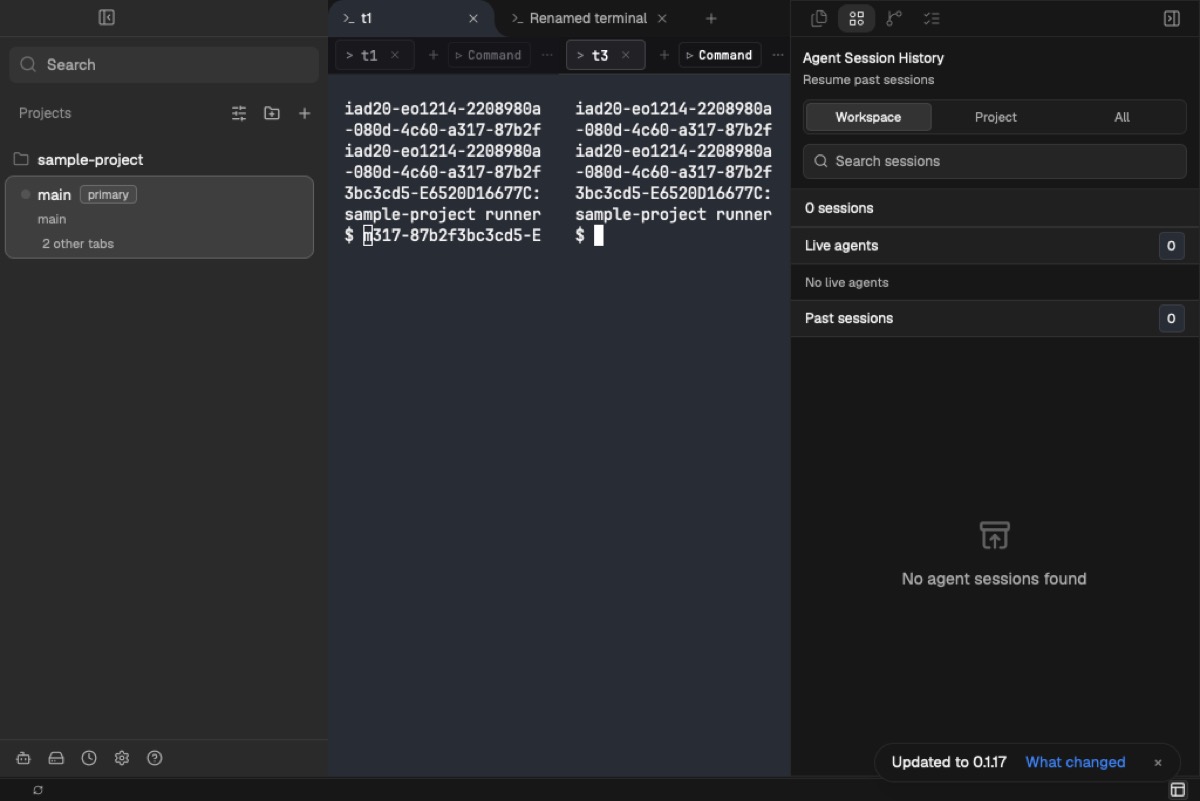 Search
Projects
sample-project
main primary
main
2 other tabs
>_ t1
>_ Renamed terminal
> t1
Command
> t3
Command
iad20-eo1214-2208980a
-080d-4c60-a317-87b2f
iad20-eo1214-2208980a
-080d-4c60-a317-87b2f
3bc3cd5-E6520D16677C:
sample-project runner
$ m317-87b2f3bc3cd5-E
iad20-eo1214-2208980a
-080d-4c60-a317-87b2f
iad20-eo1214-2208980a
-080d-4c60-a317-87b2f
3bc3cd5-E6520D16677C:
sample-project runner
$
Agent Session History
Resume past sessions
Workspace Project All
Search sessions
0 sessions
Live agents 0
No live agents
Past sessions 0
No agent sessions found
Updated to 0.1.17 What changed